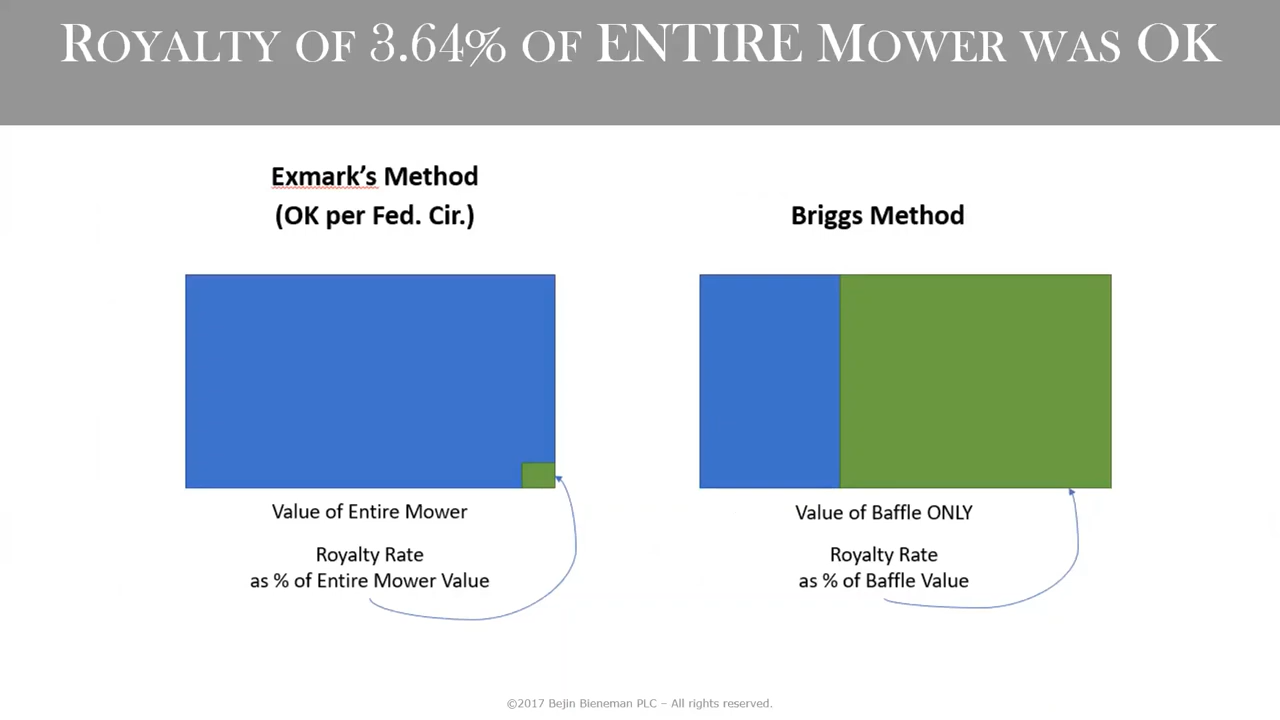 ROYALTY OF 3.64% OF ENTIRE MOWER WAS OK
Exmark's Method
(OK per Fed. Cir.)
Value of Entire Mower
Royalty Rate
as % of Entire Mower Value
Briggs Method
Value of Baffle ONLY
Royalty Rate
as % of Baffle Value
©2017 Bejin Bieneman PLC – All rights reserved.